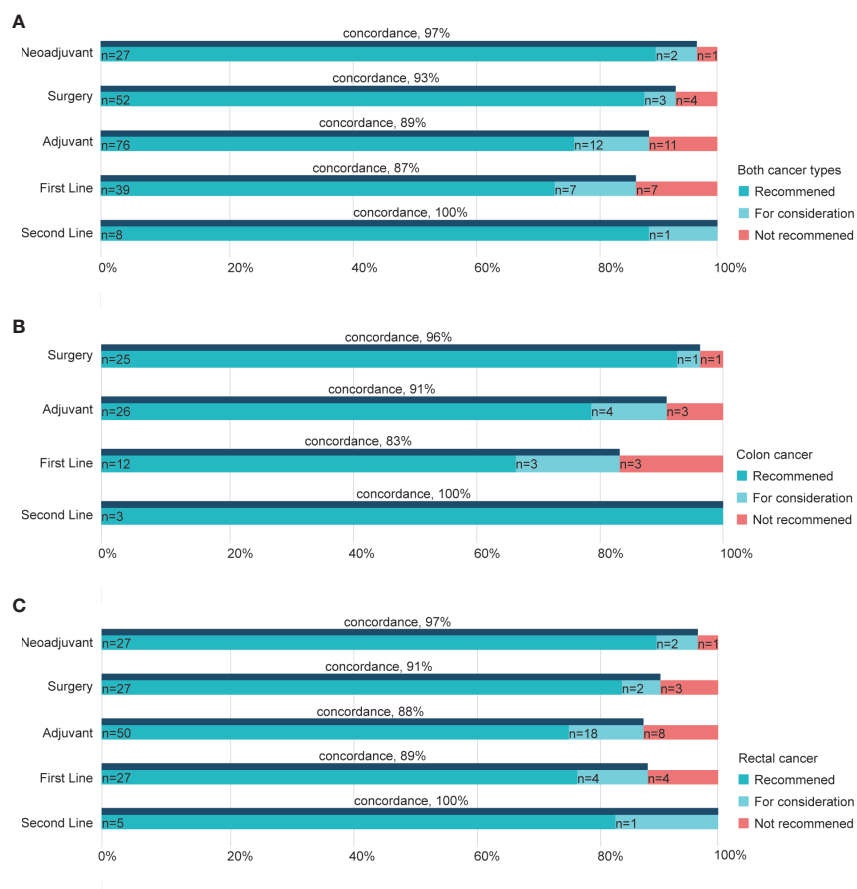 A
concordance, 97%
Neoadjuvant n=27 n=2 n=1
concordance, 93%
Surgery n=52 n=3 n=4
concordance, 89%
Adjuvant n=76 n=12 n=11
concordance, 87%
First Line n=39 n=7 n=7
concordance, 100%
Second Line n=8 n=1
0% 20% 40% 60% 80% 100%
Both cancer types
Recommened
For consideration
Not recommened
B
concordance, 96%
Surgery n=25 n=1 n=1
concordance, 91%
Adjuvant n=26 n=4 n=3
concordance, 83%
First Line n=12 n=3 n=3
concordance, 100%
Second Line n=3
0% 20% 40% 60% 80% 100%
Colon cancer
Recommened
For consideration
Not recommened
C
concordance, 97%
Neoadjuvant n=27 n=2 n=1
concordance, 91%
Surgery n=27 n=2 n=3
concordance, 88%
Adjuvant n=50 n=18 n=8
concordance, 89%
First Line n=27 n=4 n=4
concordance, 100%
Second Line n=5 n=1
0% 20% 40% 60% 80% 100%
Rectal cancer
Recommened
For consideration
Not recommened